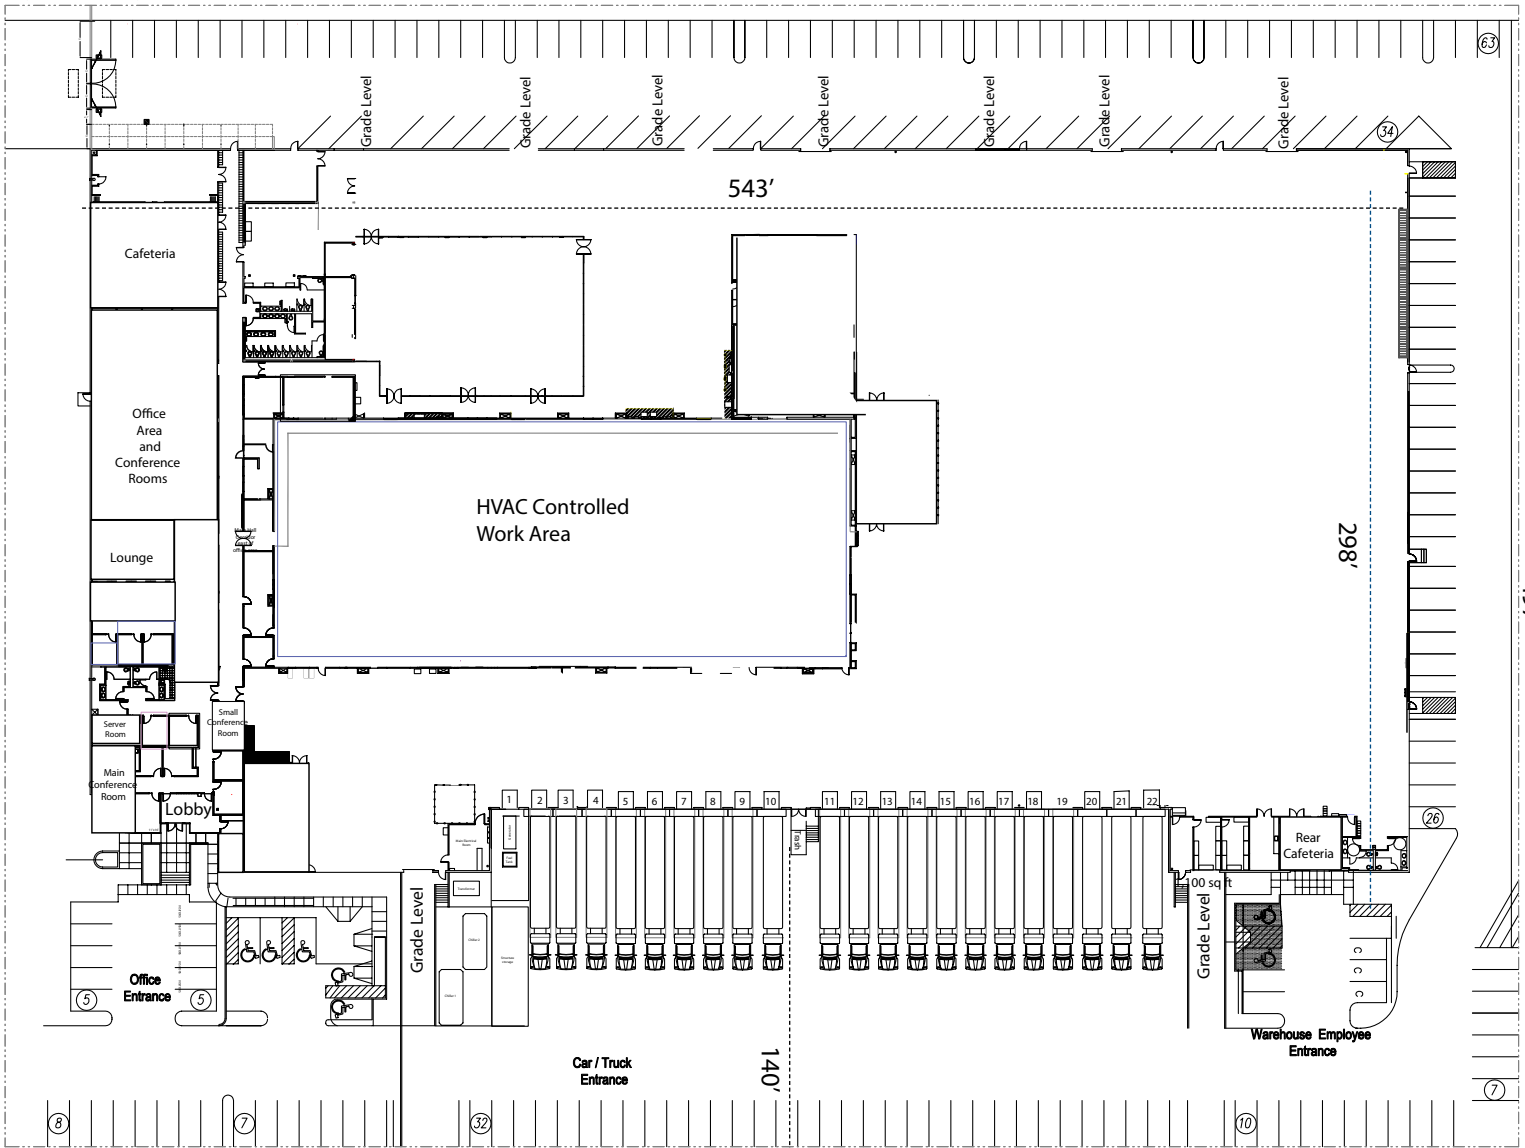 63
Grade Level
Grade Level
Grade Level
Grade Level
Grade Level
Grade Level
Grade Level
34
543’
Cafeteria
Office
Area
and
Conference
Rooms
HVAC Controlled
Work Area
298’
Lounge
Small
Conference
Room
Server
Room
Main
Conference
Room
Lobby
1
2
3
4
5
6
7
8
9
10
11
12
13
14
15
16
17
18
19
20
21
22
26
Trash
Rear
Cafeteria
100 sq ft
Grade Level
Grade Level
Office
Entrance
5
5
C
C
C
Warehouse Employee
Entrance
Car / Truck
Entrance
140’
7
8
7
32
10